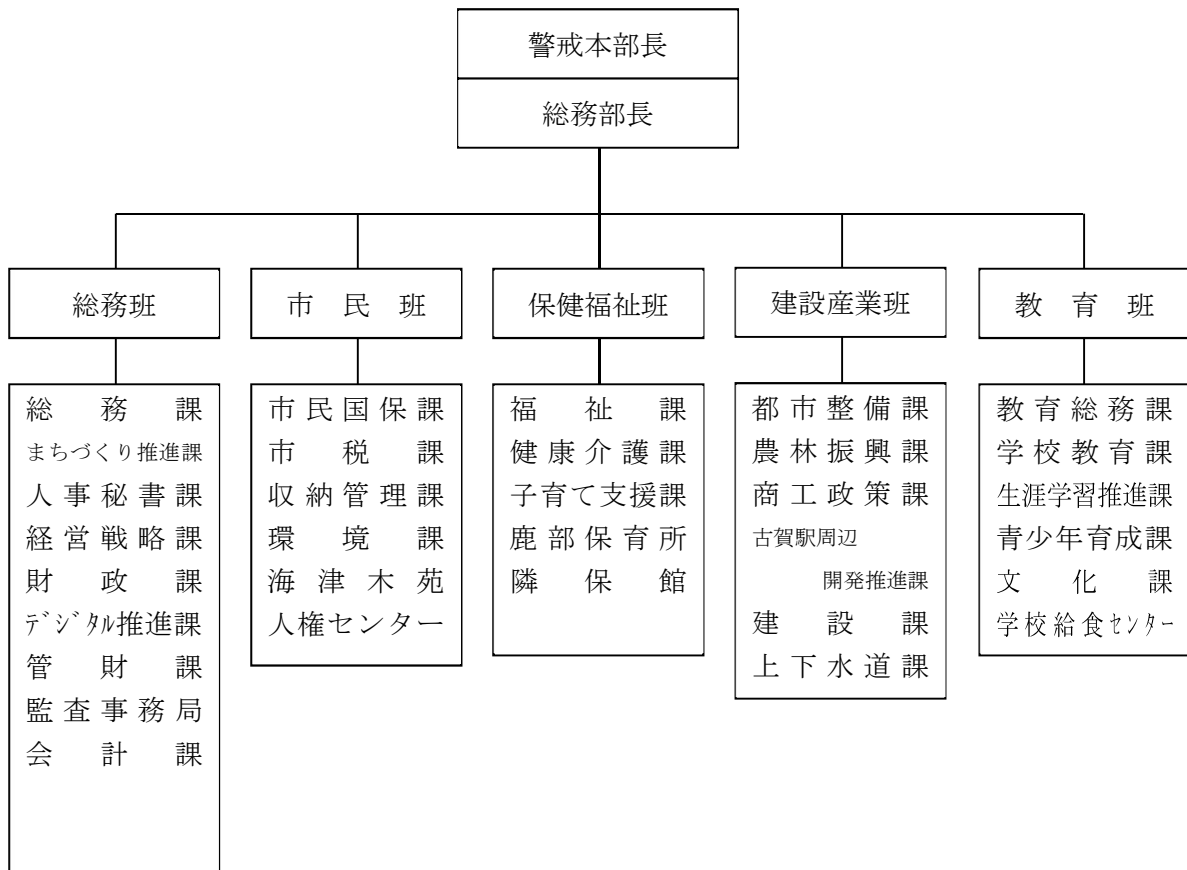 警戒本部長
総務部長
総務班
市民班
保健福祉班
建設産業班
教育班
総務課
まちづくり推進課
人事秘書課
経営戦略課
財政課
デジタル推進課
管財課
監査事務局
会計課
市民国保課
市税課
収納管理課
環境課
海津木苑
人権センター
福祉課
健康介護課
子育て支援課
鹿部保育所
隣保館
都市整備課
農林振興課
商工政策課
古賀駅周辺
開発推進課
建設課
上下水道課
教育総務課
学校教育課
生涯学習推進課
青少年育成課
文化課
学校給食センター